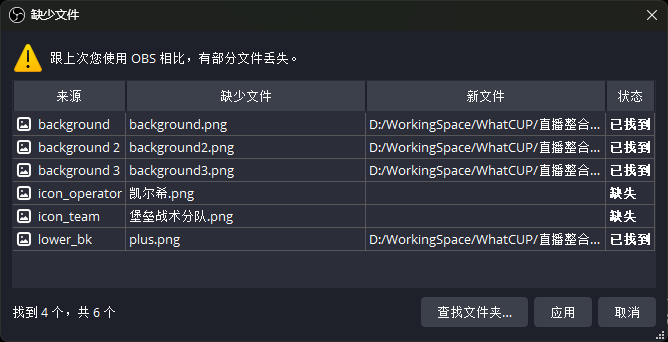 缺少文件
跟上次您使用 OBS 相比，有部分文件丢失。
来源 缺少文件 新文件 状态
background background.png D:/WorkingSpace/WhatCUP/直播整合... 已找到
background 2 background2.png D:/WorkingSpace/WhatCUP/直播整合... 已找到
background 3 background3.png D:/WorkingSpace/WhatCUP/直播整合... 已找到
icon_operator 凯尔希.png 缺失
icon_team 堡垒战术分队.png 缺失
lower_bk plus.png D:/WorkingSpace/WhatCUP/直播整合... 已找到
找到 4 个，共 6 个 查找文件夹... 应用 取消